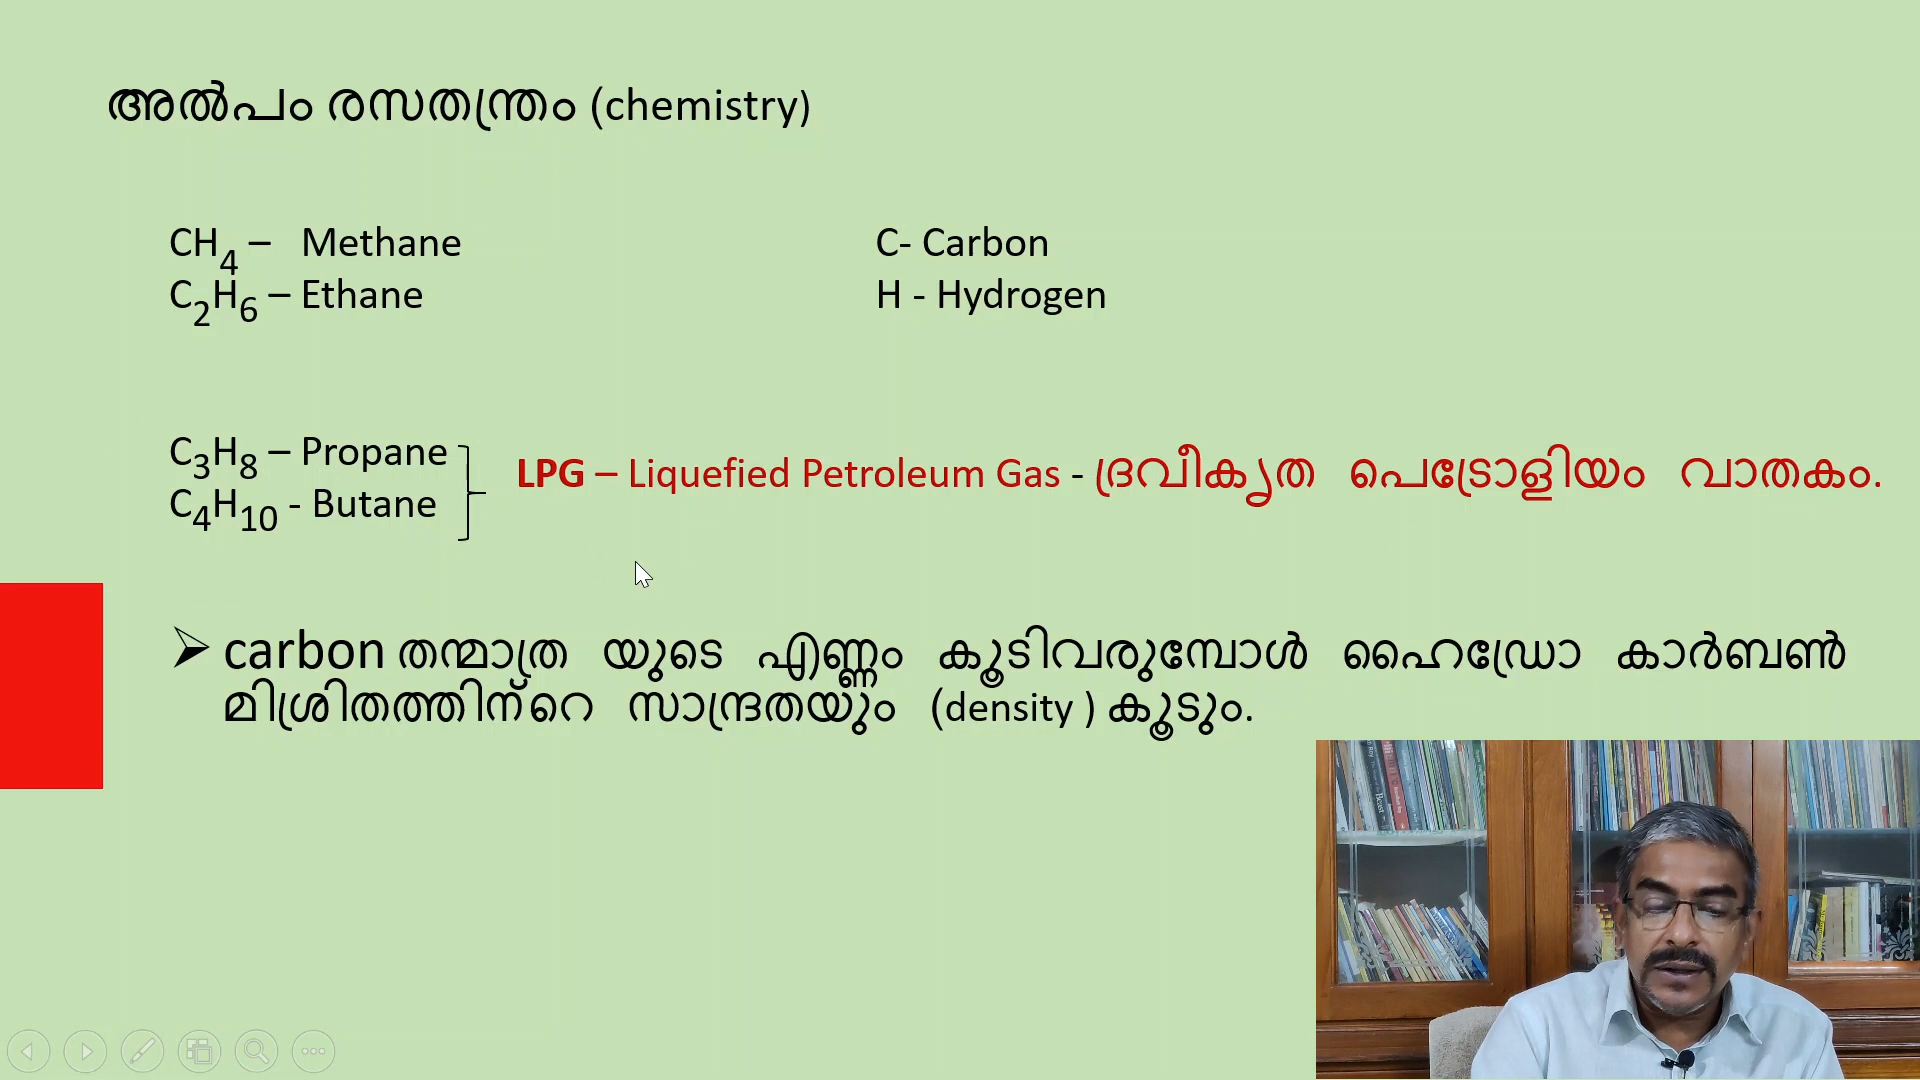 അൽപം രസതന്ത്രം (chemistry)
CH4 – Methane
C2H6 – Ethane
C- Carbon
H - Hydrogen
C3H8 – Propane
C4H10 - Butane
LPG – Liquefied Petroleum Gas - ദ്രവീകൃത പെട്രോളിയം വാതകം.
➢ carbon തന്മാത്ര യുടെ എണ്ണം കൂടിവരുമ്പോൾ ഹൈഡ്രോ കാർബൺ
മിശ്രിതത്തിന്റെ സാന്ദ്രതയും (density ) കൂടും.